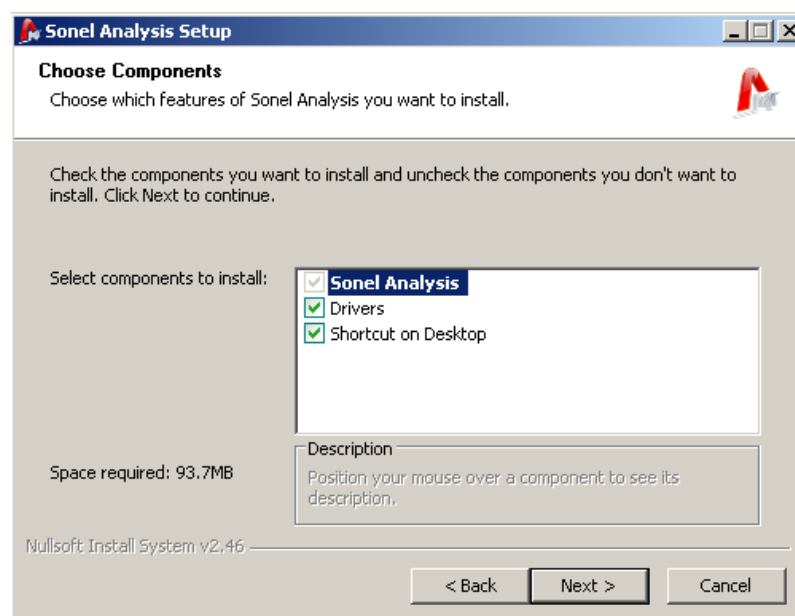 Sonel Analysis Setup
Choose Components
Choose which features of Sonel Analysis you want to install.
Check the components you want to install and uncheck the components you don't want to
install. Click Next to continue.
Select components to install:
Sonel Analysis
Drivers
Shortcut on Desktop
Space required: 93.7MB
Description
Position your mouse over a component to see its
description.
Nullsoft Install System v2.46
< Back
Next >
Cancel